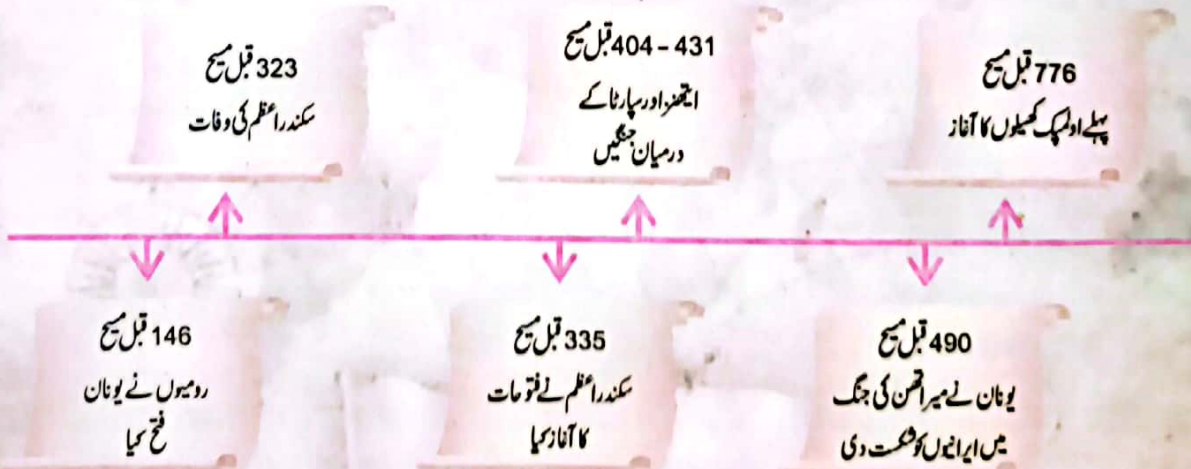 776 قبل مسیح
پہلے اولمپک کھیلوں کا آغاز
490 قبل مسیح
یونان نے میراتھن کی جنگ
میں ایرانیوں کو شکست دی
431 - 404 قبل مسیح
ایتھنز اور سپارٹا کے
درمیان جنگیں
335 قبل مسیح
سکندر اعظم نے فتوحات
کا آغاز کیا
323 قبل مسیح
سکندر اعظم کی وفات
146 قبل مسیح
رومیوں نے یونان
فتح کیا